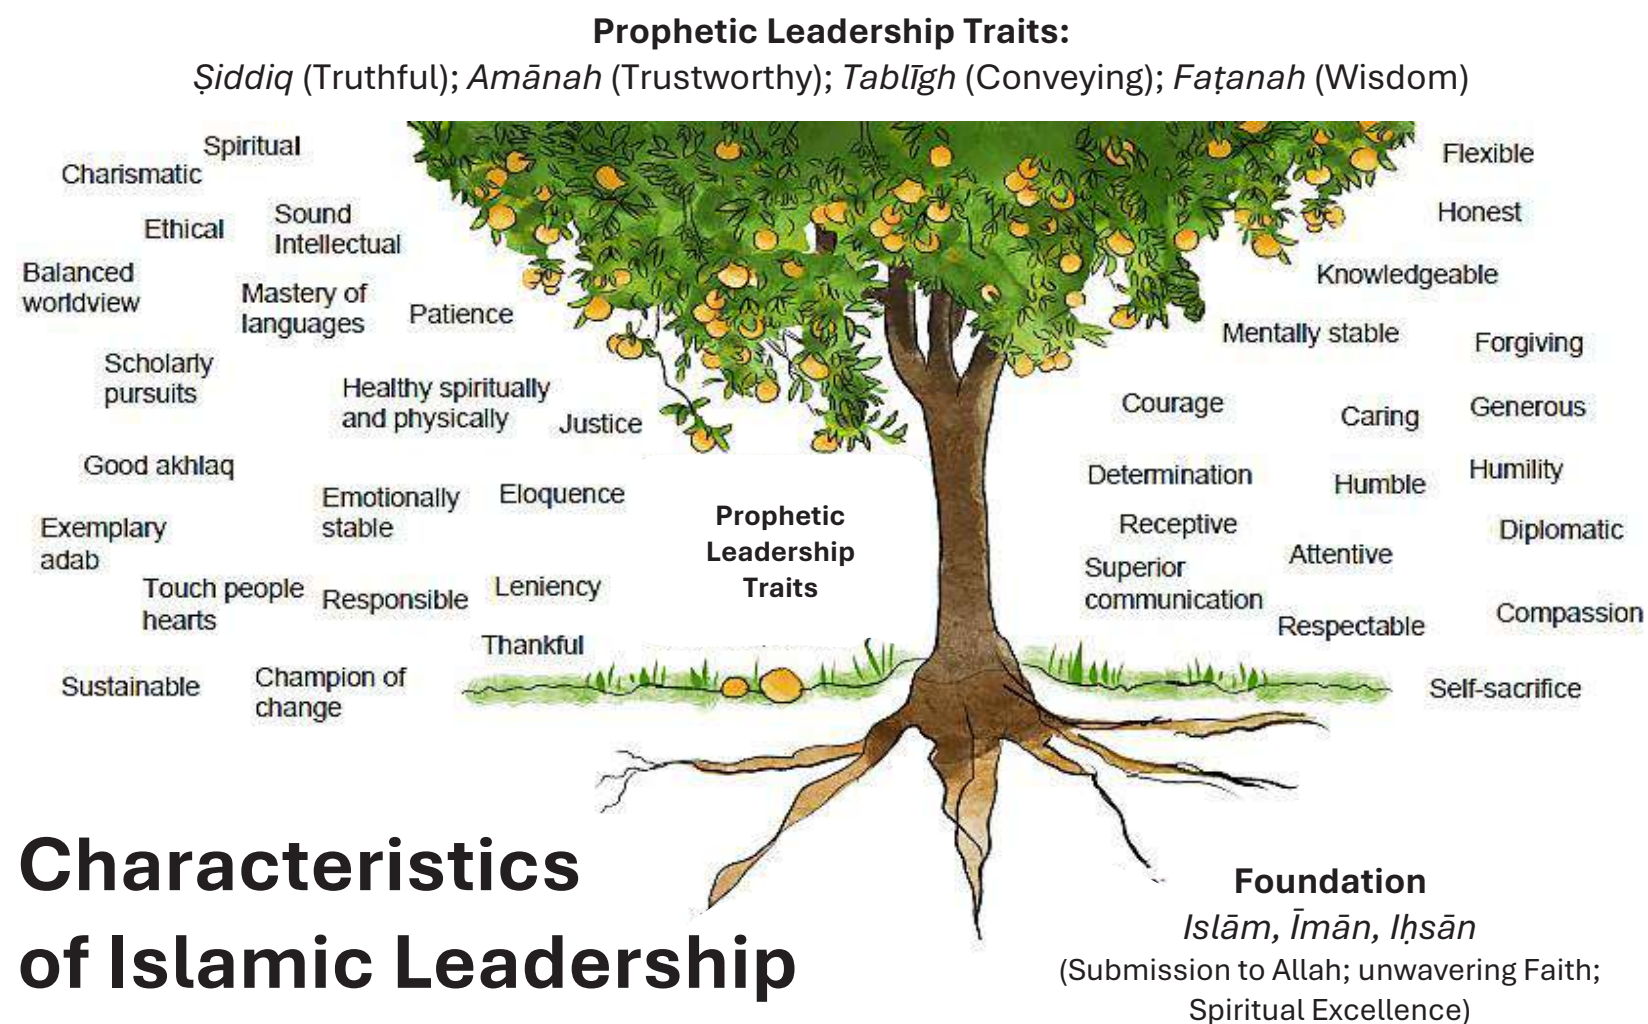 Prophetic Leadership Traits:
Ṣiddiq (Truthful); Amānah (Trustworthy); Tablīgh (Conveying); Faṭanah (Wisdom)
Spiritual
Charismatic
Ethical
Sound
Intellectual
Balanced
worldview
Mastery of
languages
Patience
Scholarly
pursuits
Healthy spiritually
and physically
Justice
Good akhlaq
Emotionally
stable
Eloquence
Exemplary
adab
Touch people
hearts
Responsible
Leniency
Thankful
Sustainable
Champion of
change
Prophetic
Leadership
Traits
Flexible
Honest
Knowledgeable
Mentally stable
Forgiving
Courage
Caring
Generous
Determination
Humble
Humility
Receptive
Attentive
Diplomatic
Superior
communication
Respectable
Compassion
Self-sacrifice
Characteristics
of Islamic Leadership
Foundation
Islām, Īmān, Iḥsān
(Submission to Allah; unwavering Faith;
Spiritual Excellence)